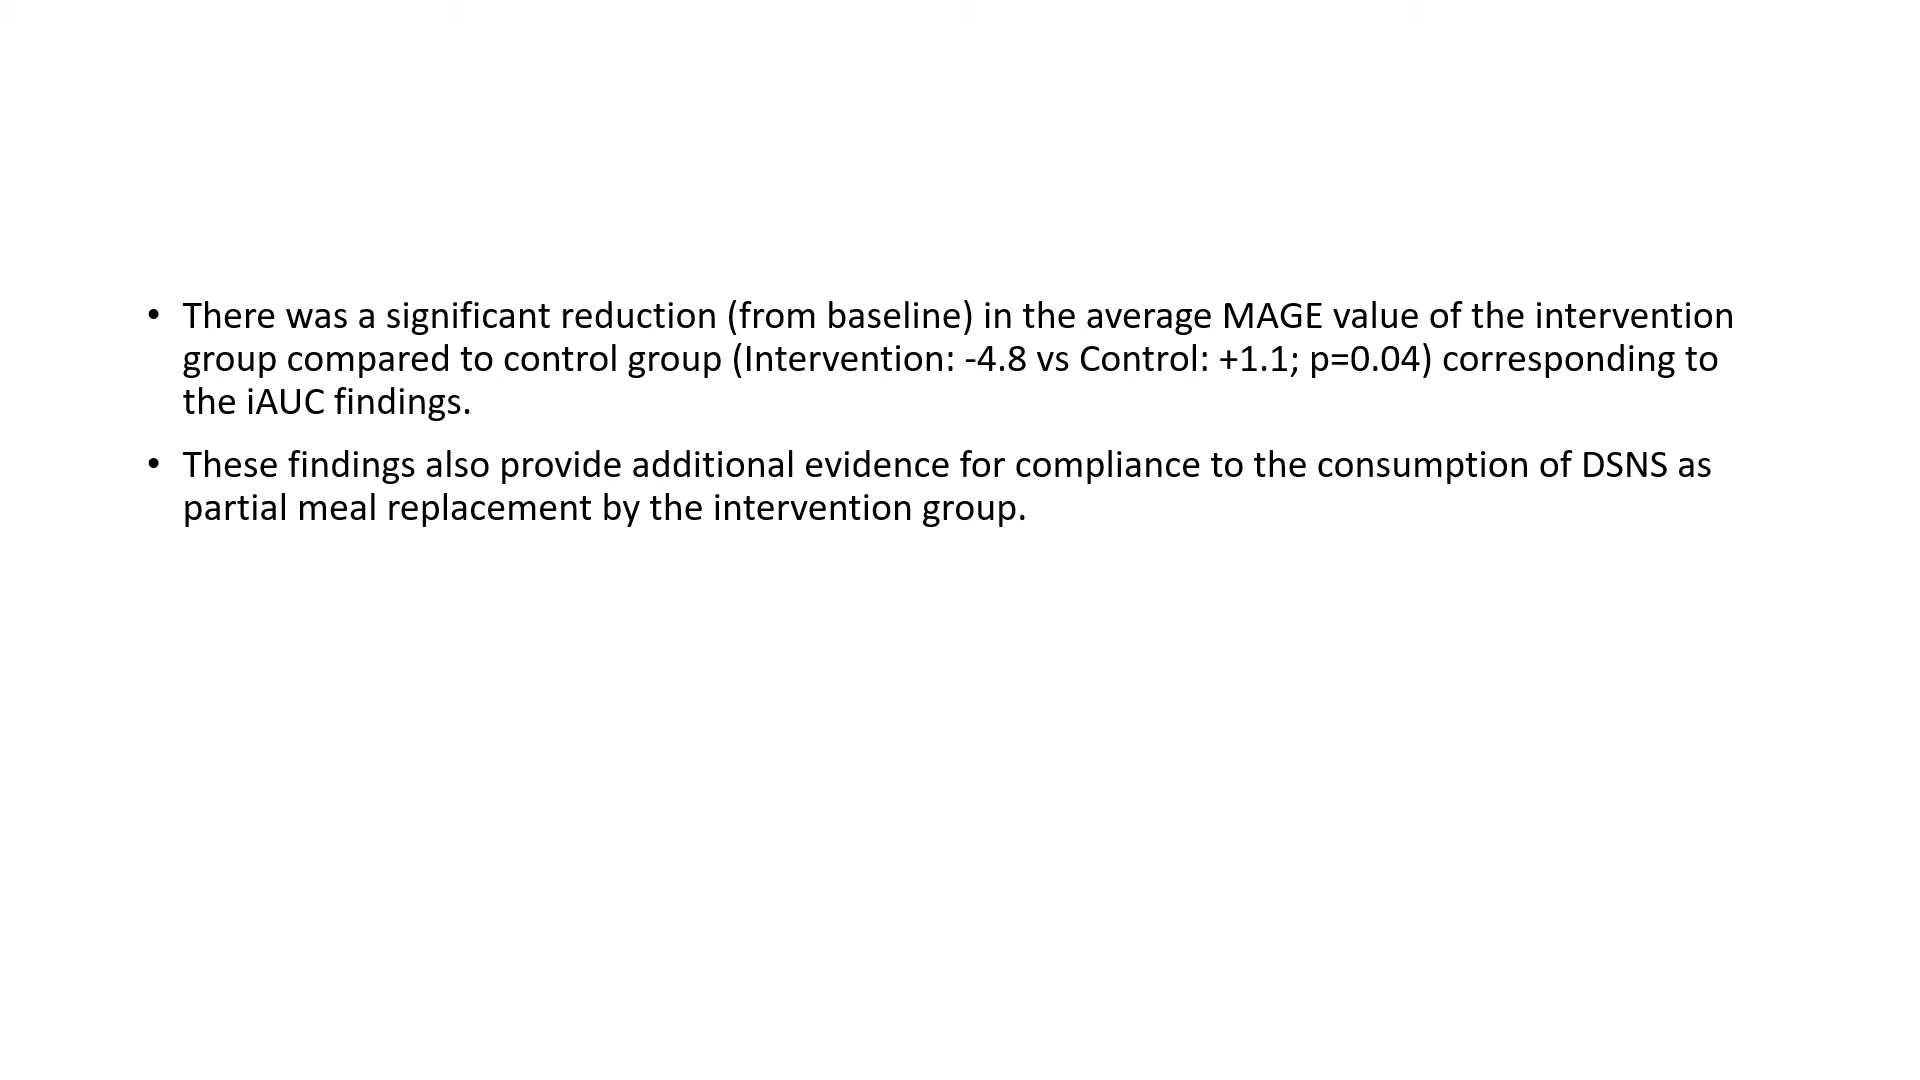 • There was a significant reduction (from baseline) in the average MAGE value of the intervention
group compared to control group (Intervention: -4.8 vs Control: +1.1; p=0.04) corresponding to
the iAUC findings.
• These findings also provide additional evidence for compliance to the consumption of DSNS as
partial meal replacement by the intervention group.